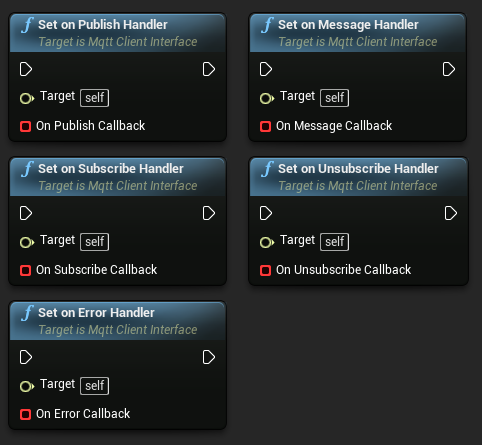 Set on Publish Handler
Target is Mqtt Client Interface
Target self
On Publish Callback
Set on Message Handler
Target is Mqtt Client Interface
Target self
On Message Callback
Set on Subscribe Handler
Target is Mqtt Client Interface
Target self
On Subscribe Callback
Set on Unsubscribe Handler
Target is Mqtt Client Interface
Target self
On Unsubscribe Callback
Set on Error Handler
Target is Mqtt Client Interface
Target self
On Error Callback